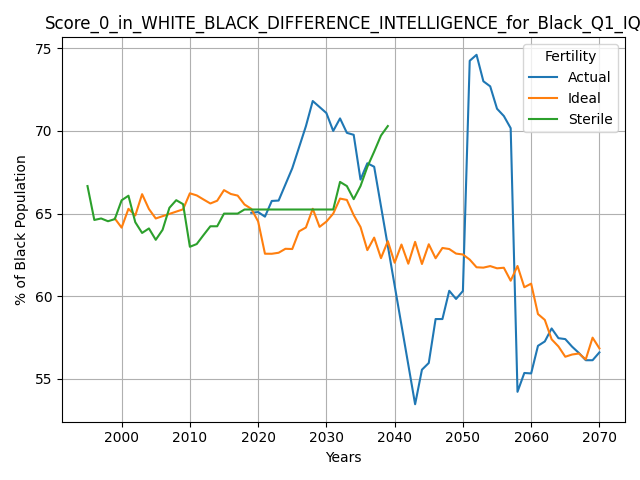 Score_0_in_WHITE_BLACK_DIFFERENCE_INTELLIGENCE_for_Black_Q1_IQ
Fertility
Actual
Ideal
Sterile
% of Black Population
75
70
65
60
55
2000 2010 2020 2030 2040 2050 2060 2070
Years